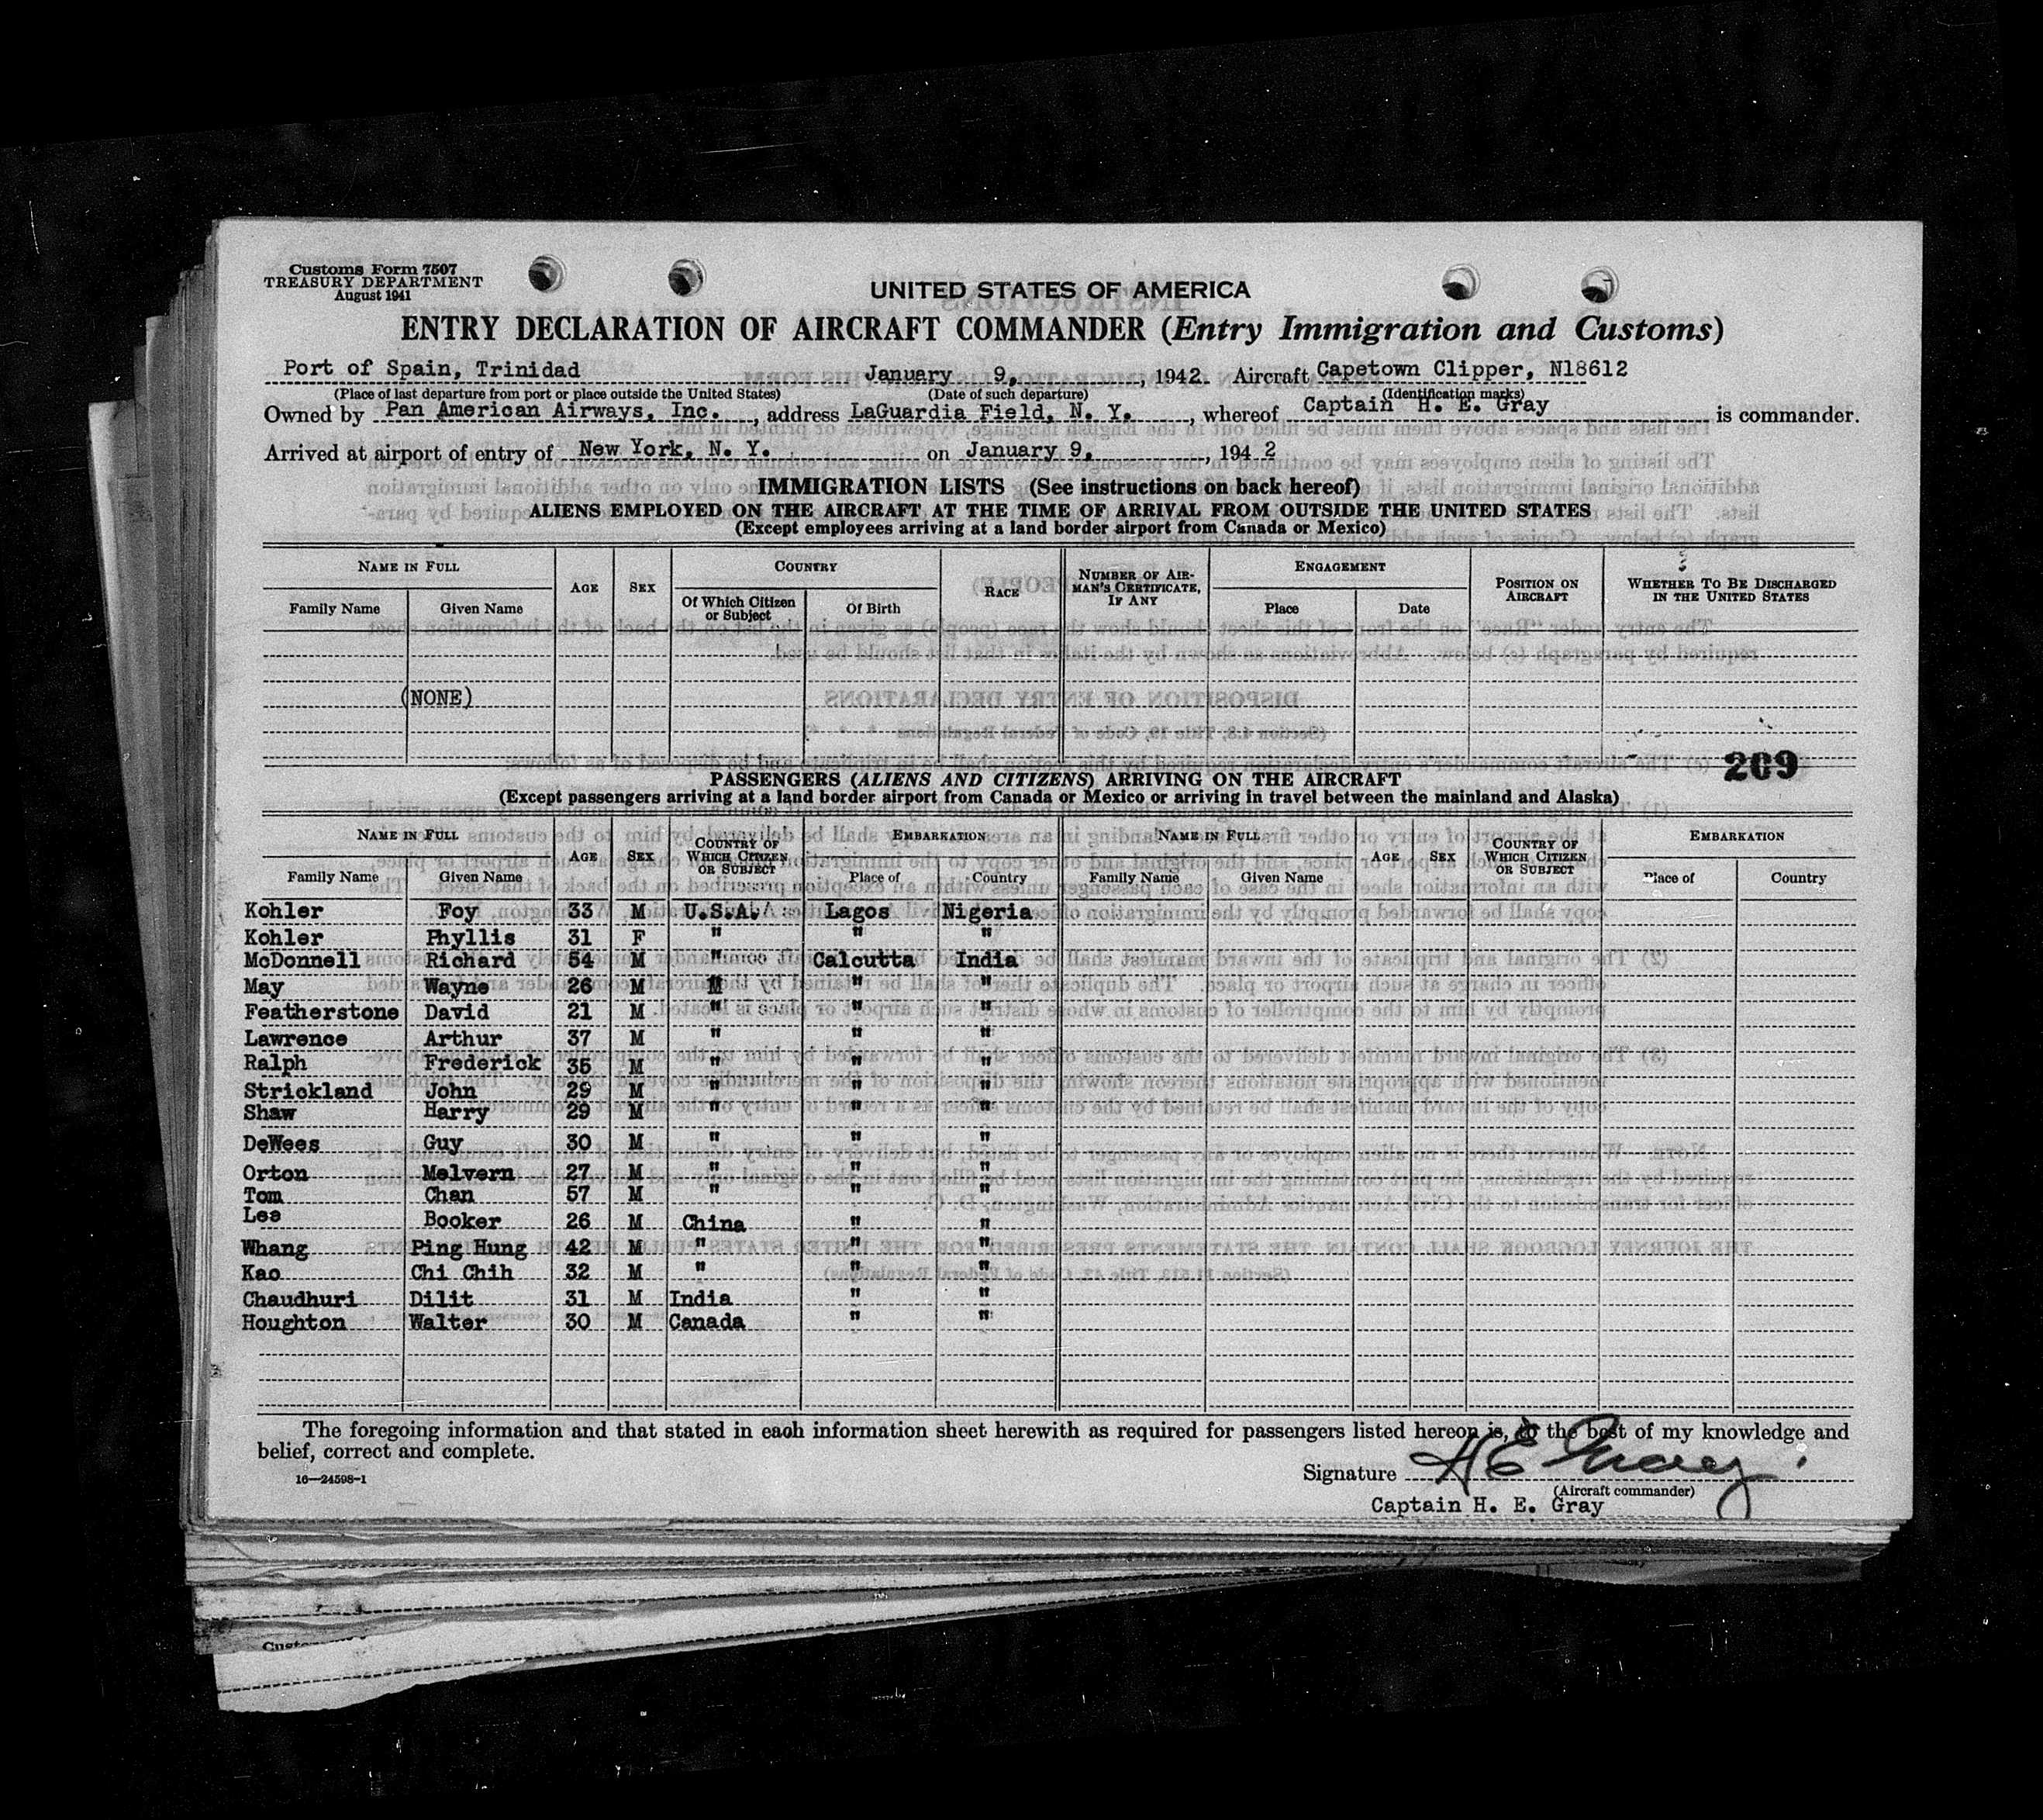 Customs Form 7507
TREASURY DEPARTMENT
August 1941
UNITED STATES OF AMERICA
ENTRY DECLARATION OF AIRCRAFT COMMANDER (Entry Immigration and Customs)
Port of Spain, Trinidad January 9, , 1942 Aircraft Capetown Clipper, N18612
(Place of last departure from port or place outside the United States) (Date of such departure) (Identification marks)
Owned by Pan American Airways, Inc. , address LaGuardia Field, N. Y. , whereof Captain H. E. Gray is commander.
Arrived at airport of entry of New York, N. Y. on January 9, , 194 2
IMMIGRATION LISTS (See instructions on back hereof)
ALIENS EMPLOYED ON THE AIRCRAFT AT THE TIME OF ARRIVAL FROM OUTSIDE THE UNITED STATES
(Except employees arriving at a land border airport from Canada or Mexico)
NAME IN FULL AGE SEX COUNTRY RACE NUMBER OF AIRMAN'S CERTIFICATE, IF ANY ENGAGEMENT POSITION ON AIRCRAFT WHETHER TO BE DISCHARGED IN THE UNITED STATES
Family Name Given Name Of Which Citizen or Subject Of Birth Place Date
(NONE)
209
PASSENGERS (ALIENS AND CITIZENS) ARRIVING ON THE AIRCRAFT
(Except passengers arriving at a land border airport from Canada or Mexico or arriving in travel between the mainland and Alaska)
NAME IN FULL AGE SEX COUNTRY OF WHICH CITIZEN OR SUBJECT EMBARKATION NAME IN FULL AGE SEX COUNTRY OF WHICH CITIZEN OR SUBJECT EMBARKATION
Family Name Given Name Place of Country Family Name Given Name Place of Country
Kohler Foy 33 M U.S.A. Lagos Nigeria
Kohler Phyllis 31 F " " "
McDonnell Richard 54 M " Calcutta India
May Wayne 26 M " " "
Featherstone David 21 M " " "
Lawrence Arthur 37 M " " "
Ralph Frederick 35 M " " "
Strickland John 29 M " " "
Shaw Harry 29 M " " "
DeWees Guy 30 M " " "
Orton Melvern 27 M " " "
Tom Chan 57 M " " "
Lee Booker 26 M China " "
Whang Ping Hung 42 M " " "
Kao Chi Chih 32 M " " "
Chaudhuri Dilit 31 M India " "
Houghton Walter 30 M Canada " "
The foregoing information and that stated in each information sheet herewith as required for passengers listed hereon is, to the best of my knowledge and
belief, correct and complete.
16—24598-1
Signature H E Gray
(Aircraft commander)
Captain H. E. Gray